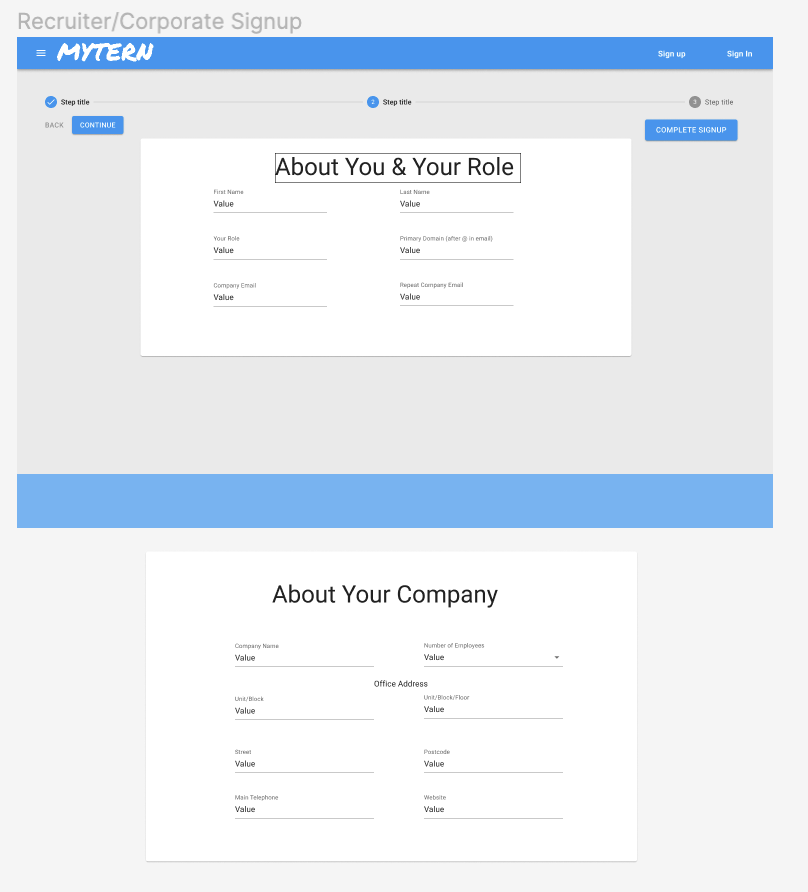 Recruiter/Corporate Signup
MYTERN Sign up Sign In
Step title 2 Step title 3 Step title
BACK CONTINUE COMPLETE SIGNUP
About You & Your Role
First Name Last Name
Value Value
Your Role Primary Domain (after @ in email)
Value Value
Company Email Repeat Company Email
Value Value
About Your Company
Company Name Number of Employees
Value Value
Office Address
Unit/Block Unit/Block/Floor
Value Value
Street Postcode
Value Value
Main Telephone Website
Value Value